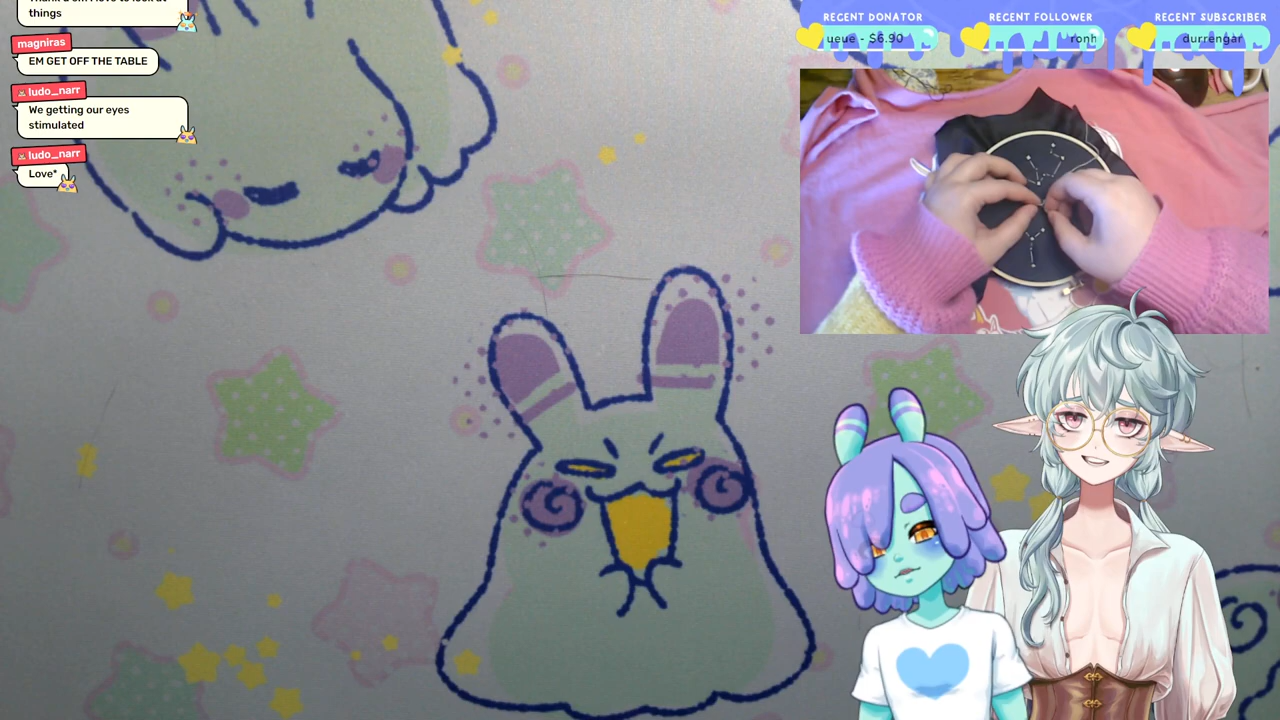 things
magniras
EM GET OFF THE TABLE
ludo_narr
We getting our eyes
stimulated
ludo_narr
Love*
RECENT DONATOR
RECENT FOLLOWER
RECENT SUBSCRIBER
ueue - $6.90
ronh
durrengar